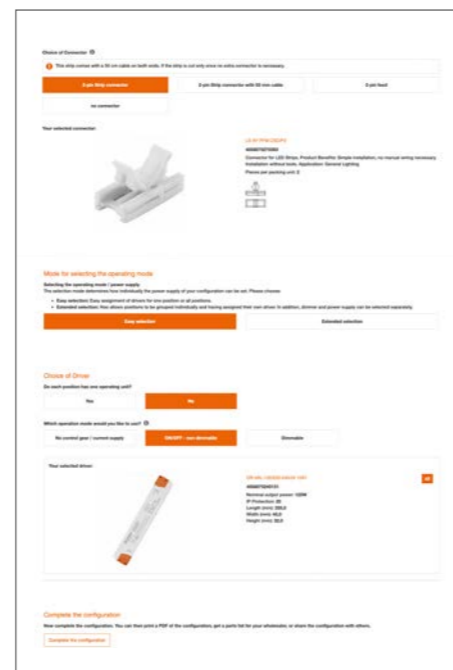 Choice of Connector
This strip comes with a 50 cm cable on both ends. If the strip is cut only once no extra connector is necessary.
2-pin Strip connector
2-pin Strip connector with 50 mm cable
2-pin feed
no connector
Your selected connector:
Connector for LED Strips, Product Benefits: Simple installation, no manual wiring necessary
Installation without tools, Application: General Lighting
Pieces per packing unit: 2
Mode for selecting the operating mode
Selecting the operating mode / power supply
The selection mode determines how individually the power supply of your configuration can be set. Please choose:
Easy selection: Easy assignment of drivers for one position or all positions.
Extended selection: Has allows positions to be grouped individually and having assigned their own driver. In addition, dimmer and power supply can be selected separately.
Easy selection
Extended selection
Choice of Driver
Do each position has one operating unit?
Yes
No
Which operation mode would you like to use?
No control gear / current supply
ON/OFF - non dimmable
Dimmable
Your selected driver:
Nominal output power:
IP Protection: 20
Length (mm):
Width (mm):
Height (mm):
Complete the configuration
Now complete the configuration. You can then print a PDF of the configuration, get a parts list for your wholesaler, or share the configuration with others.
Complete the configuration